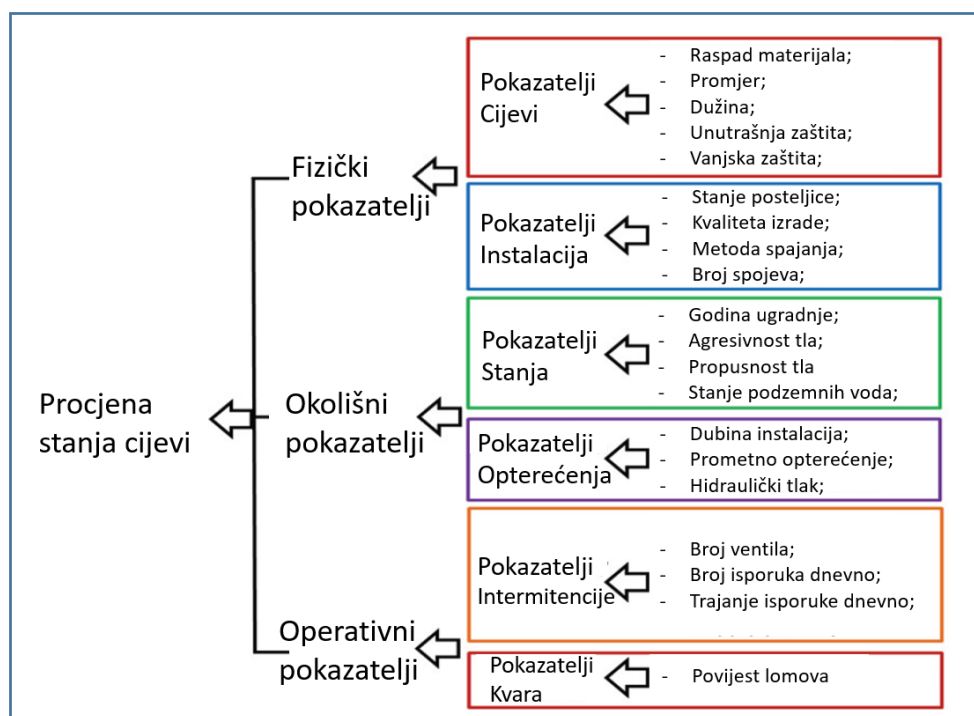 Procjena
stanja cijevi
Fizički
pokazatelji
Pokazatelji
Cijevi
- Raspad materijala;
- Promjer;
- Dužina;
- Unutrašnja zaštita;
- Vanjska zaštita;
Pokazatelji
Instalacija
- Stanje posteljice;
- Kvaliteta izrade;
- Metoda spajanja;
- Broj spojeva;
Okolišni
pokazatelji
Pokazatelji
Stanja
- Godina ugradnje;
- Agresivnost tla;
- Propusnost tla
- Stanje podzemnih voda;
Pokazatelji
Opterećenja
- Dubina instalacija;
- Prometno opterećenje;
- Hidraulički tlak;
Operativni
pokazatelji
Pokazatelji
Intermitencije
- Broj ventila;
- Broj isporuka dnevno;
- Trajanje isporuke dnevno;
Pokazatelji
Kvara
- Povijest lomova